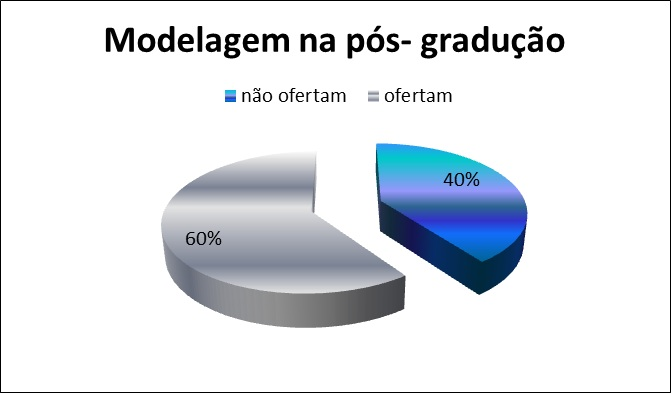 Modelagem na pós- gradução
não ofertam ofertam
40%
60%